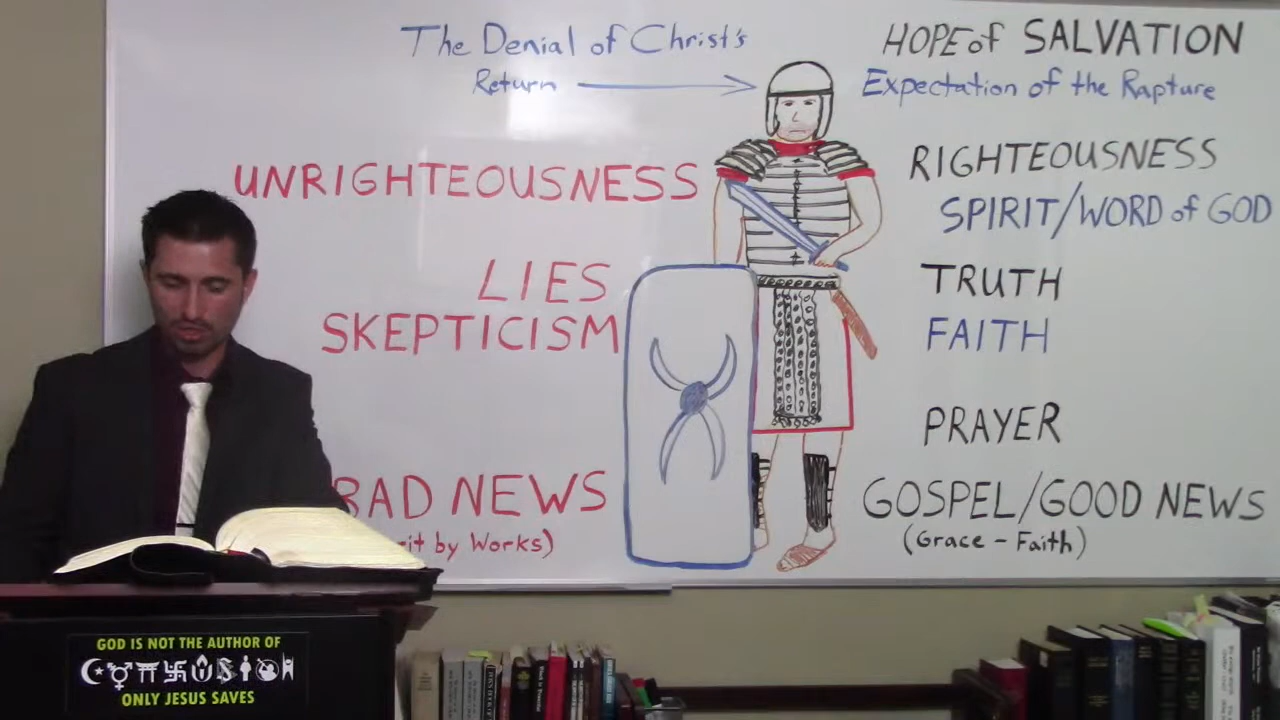 The Denial of Christ's
Return
HOPE of SALVATION
Expectation of the Rapture
UNRIGHTEOUSNESS
RIGHTEOUSNESS
SPIRIT/WORD of GOD
LIES
TRUTH
SKEPTICISM
FAITH
PRAYER
BAD NEWS
GOSPEL/GOOD NEWS
by Works)
(Grace - Faith)
GOD IS NOT THE AUTHOR OF
ONLY JESUS SAVES